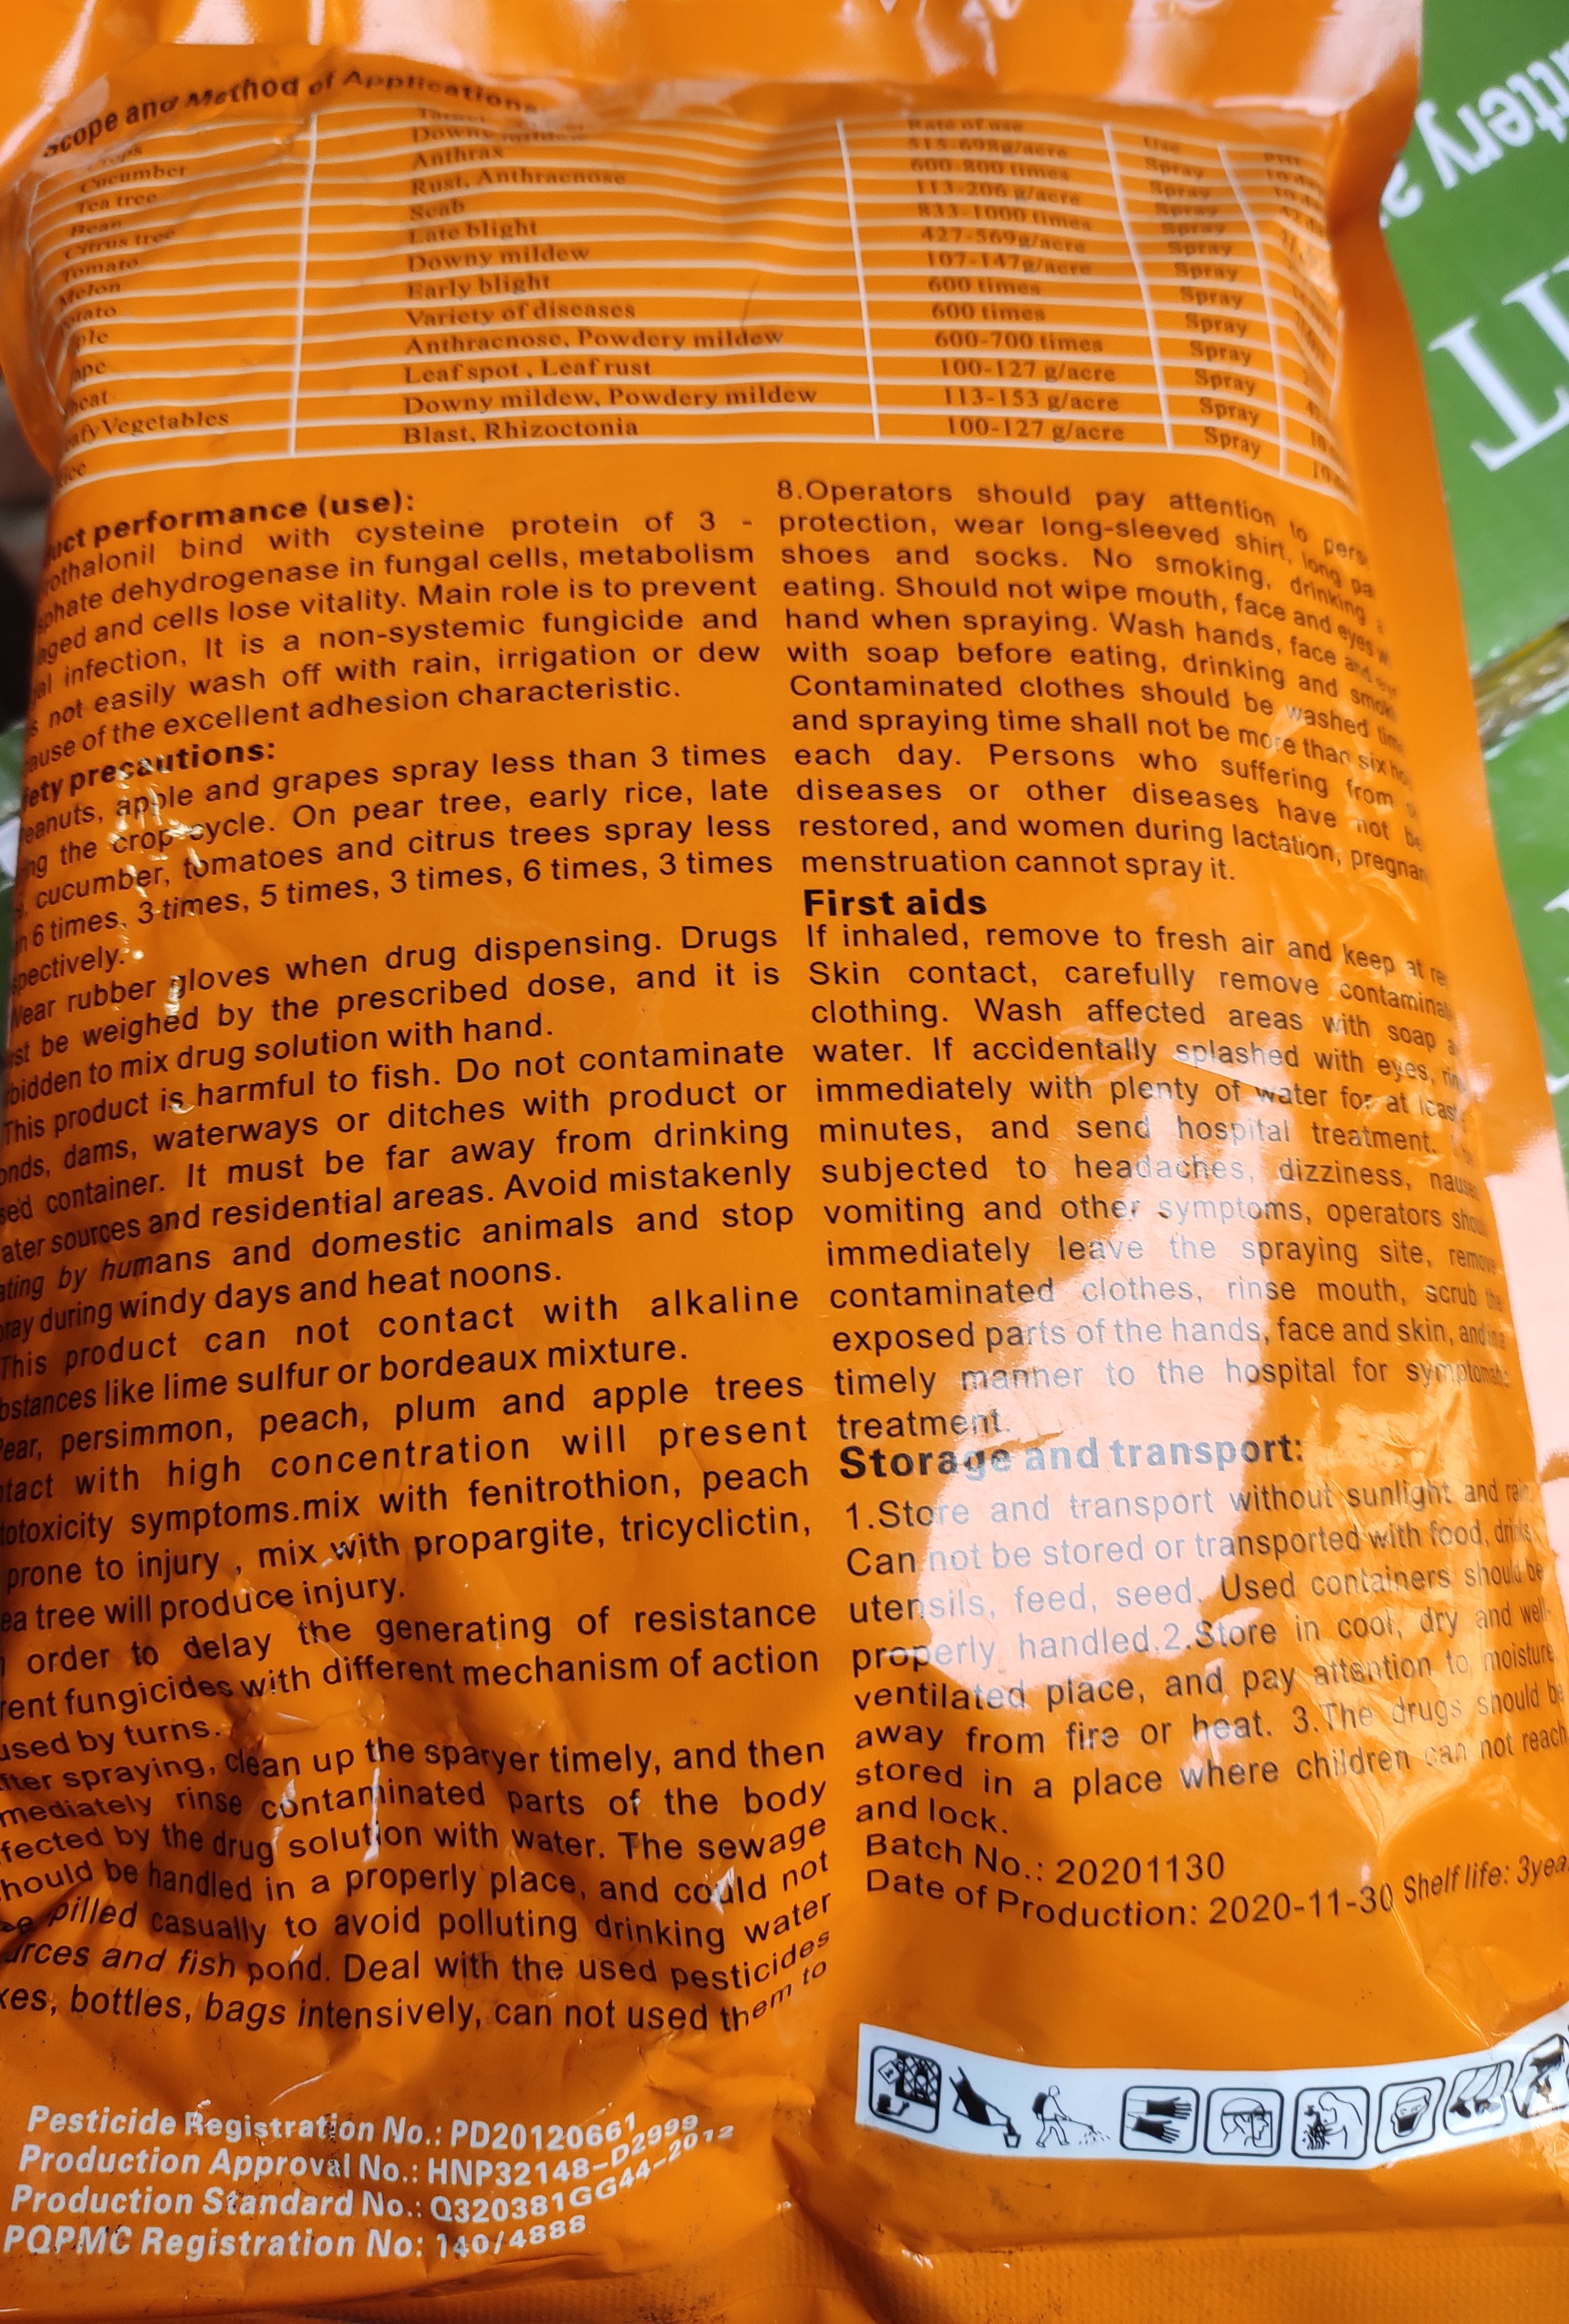 Scope and Method of Applications
Crops Target Rate of use Use PHI
Cucumber Downy mildew 515-698g/acre Spray
Tea tree Anthrax 600-800 times Spray
Bean Rust, Anthracnose 113-206 g/acre Spray
Citrus tree Scab 833-1000 times Spray
Tomato Late blight 427-569g/acre Spray
Melon Downy mildew 107-147g/acre Spray
Early blight 600 times Spray
Variety of diseases 600 times Spray
Anthracnose, Powdery mildew 600-700 times Spray
Leaf spot, Leaf rust 100-127 g/acre Spray
Vegetables Downy mildew, Powdery mildew 113-153 g/acre Spray
Blast, Rhizoctonia 100-127 g/acre Spray
uct performance (use):
othalonil bind with cysteine protein of 3 -
phate dehydrogenase in fungal cells, metabolism
aged and cells lose vitality. Main role is to prevent
al infection, It is a non-systemic fungicide and
s not easily wash off with rain, irrigation or dew
ause of the excellent adhesion characteristic.
fety precautions:
eanuts, apple and grapes spray less than 3 times
ng the crop cycle. On pear tree, early rice, late
cucumber, tomatoes and citrus trees spray less
n 6 times, 3 times, 5 times, 3 times, 6 times, 3 times
spectively.
Wear rubber gloves when drug dispensing. Drugs
ust be weighed by the prescribed dose, and it is
rbidden to mix drug solution with hand.
This product is harmful to fish. Do not contaminate
onds, dams, waterways or ditches with product or
sed container. It must be far away from drinking
ater sources and residential areas. Avoid mistakenly
ating by humans and domestic animals and stop
pray during windy days and heat noons.
This product can not contact with alkaline
bstances like lime sulfur or bordeaux mixture.
Pear, persimmon, peach, plum and apple trees
ntact with high concentration will present
totoxicity symptoms.mix with fenitrothion, peach
prone to injury , mix with propargite, tricyclictin,
ea tree will produce injury.
order to delay the generating of resistance
rent fungicides with different mechanism of action
used by turns.
fter spraying, clean up the sparyer timely, and then
mediately rinse contaminated parts of the body
fected by the drug solution with water. The sewage
hould be handled in a properly place, and could not
be pilled casually to avoid polluting drinking water
urces and fish pond. Deal with the used pesticides
xes, bottles, bags intensively, can not used them to
8.Operators should pay attention to pers
protection, wear long-sleeved shirt, long pa
shoes and socks. No smoking, drinking a
eating. Should not wipe mouth, face and eyes w
hand when spraying. Wash hands, face and ey
with soap before eating, drinking and smoki
Contaminated clothes should be washed tim
and spraying time shall not be more than six ho
each day. Persons who suffering from
diseases or other diseases have not be
restored, and women during lactation, pregnan
menstruation cannot spray it.
First aids
If inhaled, remove to fresh air and keep at re
Skin contact, carefully remove contaminat
clothing. Wash affected areas with soap a
water. If accidentally splashed with eyes, rin
immediately with plenty of water for at least
minutes, and send hospital treatment.
subjected to headaches, dizziness, nausea
vomiting and other symptoms, operators shou
immediately leave the spraying site, remove
contaminated clothes, rinse mouth, scrub the
exposed parts of the hands, face and skin, and in a
timely manner to the hospital for symptomatic
treatment.
Storage and transport:
1.Store and transport without sunlight and rain.
Can not be stored or transported with food, drinks,
utensils, feed, seed. Used containers should be
properly handled.2.Store in cool, dry and well-
ventilated place, and pay attention to moisture
away from fire or heat. 3.The drugs should be
stored in a place where children can not reach
and lock.
Batch No.: 20201130
Date of Production: 2020-11-30 Shelf life: 3yea
Pesticide Registration No.: PD20120661
Production Approval No.: HNP32148-D2999
Production Standard No.: Q320381GG44-2012
PQPMC Registration No: 140/4888